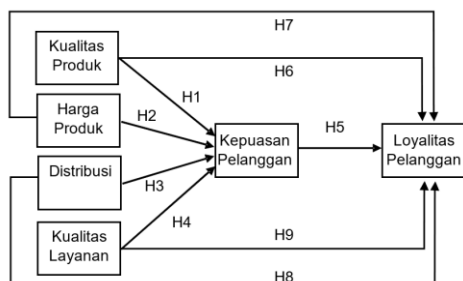 H7
Kualitas
Produk
H6
H1
Harga
Produk
H2
Kepuasan
Pelanggan
H5
Loyalitas
Pelanggan
Distribusi
H3
H4
Kualitas
Layanan
H9
H8